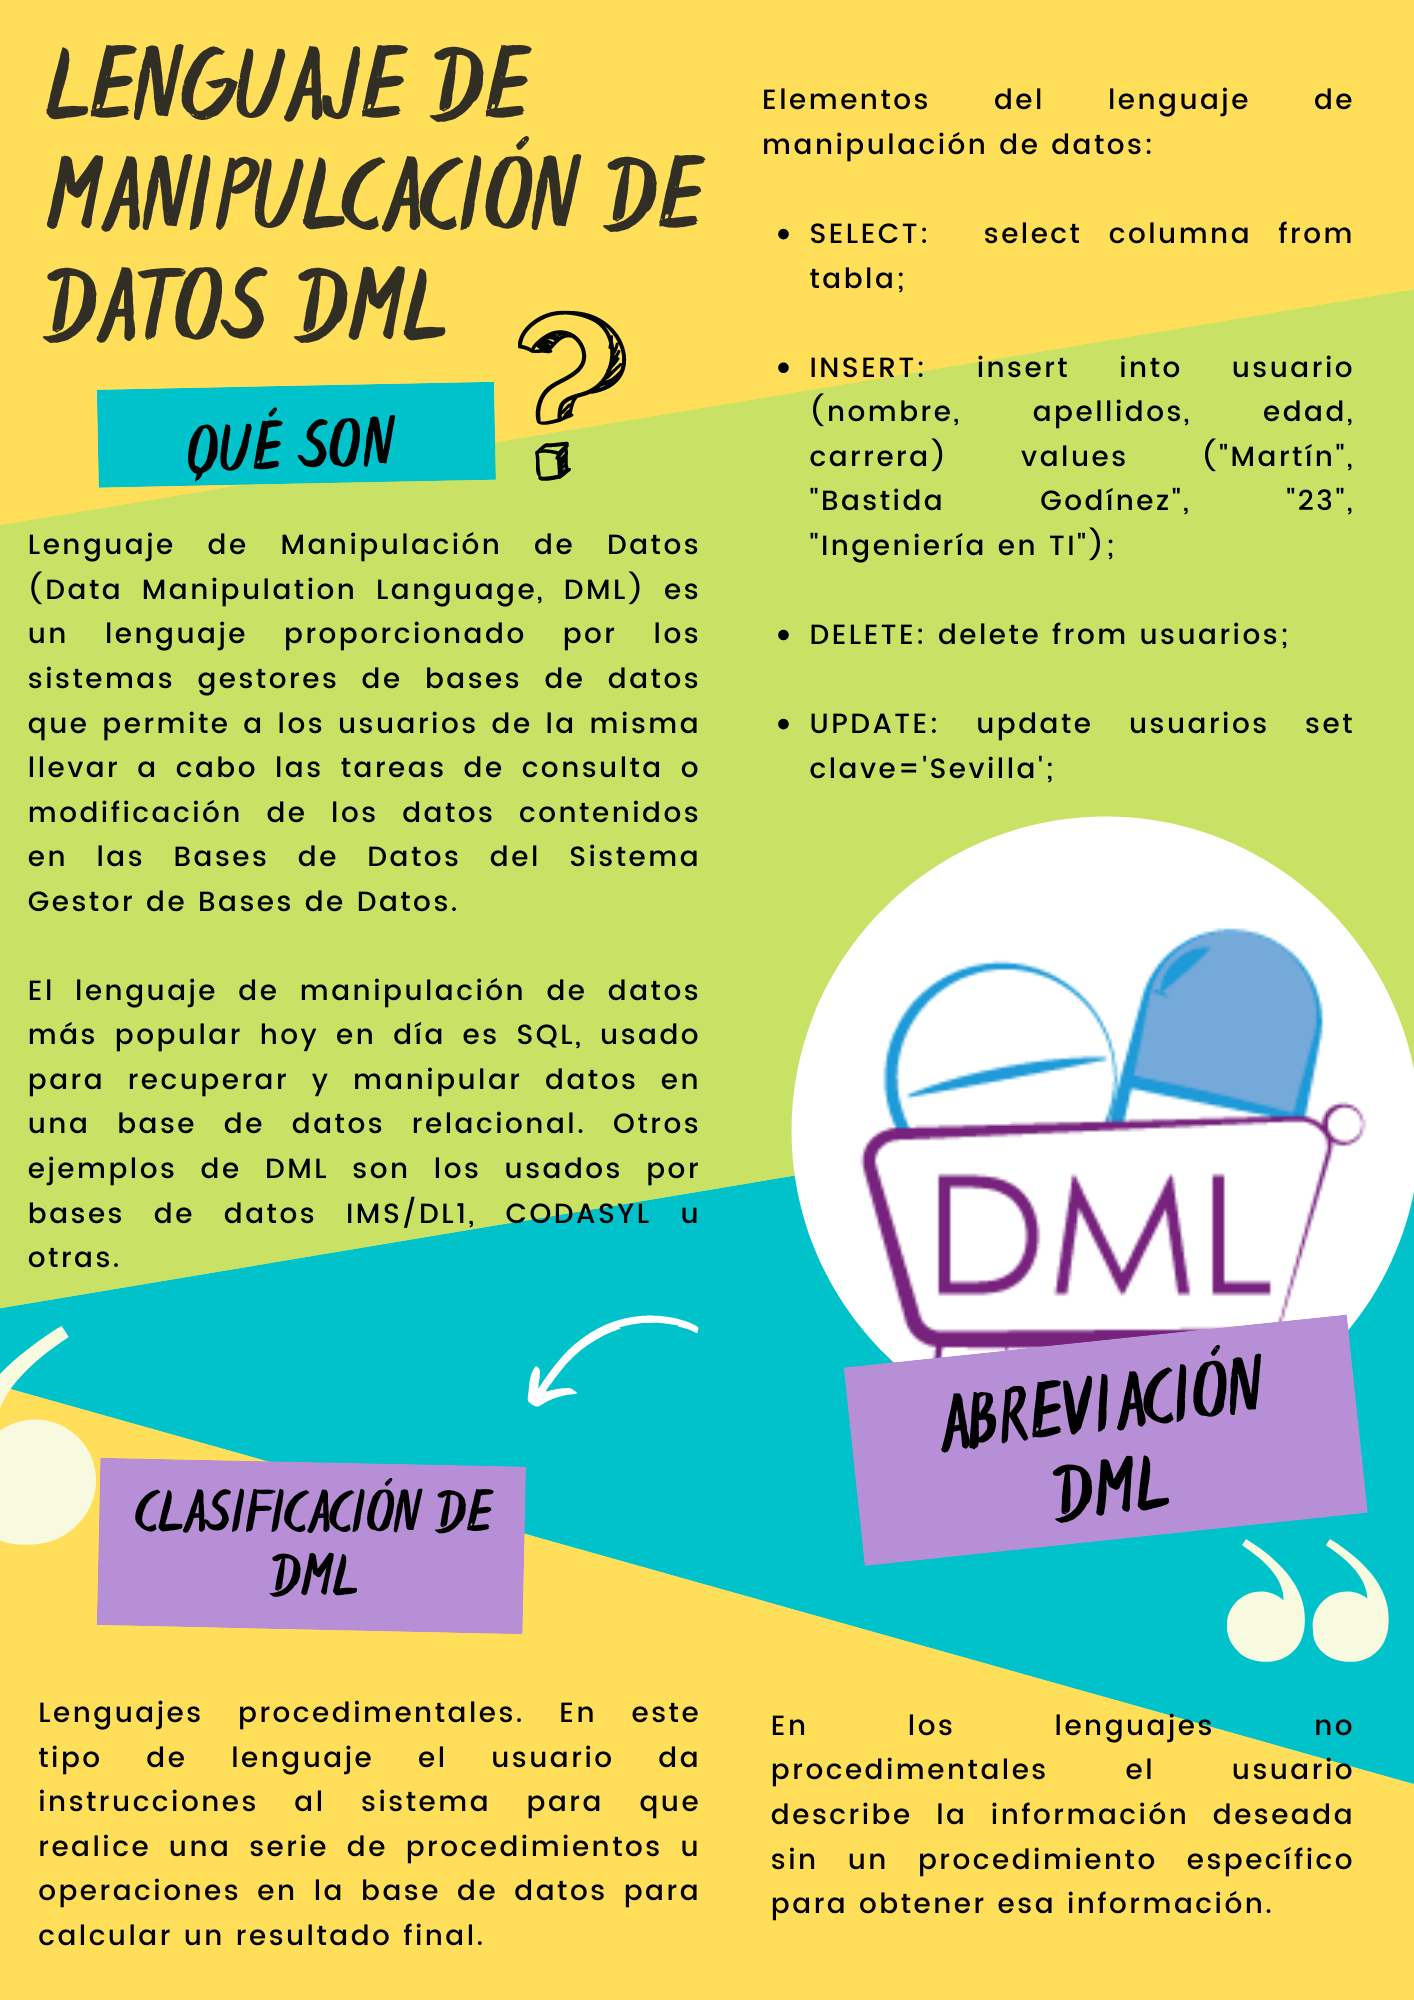 LENGUAJE DE
MANIPULCACIÓN DE
DATOS DML
QUÉ SON
?
Lenguaje de Manipulación de Datos
(Data Manipulation Language, DML) es
un lenguaje proporcionado por los
sistemas gestores de bases de datos
que permite a los usuarios de la misma
llevar a cabo las tareas de consulta o
modificación de los datos contenidos
en las Bases de Datos del Sistema
Gestor de Bases de Datos.
El lenguaje de manipulación de datos
más popular hoy en día es SQL, usado
para recuperar y manipular datos en
una base de datos relacional. Otros
ejemplos de DML son los usados por
bases de datos IMS/DL1, CODASYL u
otras.
Elementos del lenguaje de
manipulación de datos:
• SELECT: select columna from
tabla;
• INSERT: insert into usuario
(nombre, apellidos, edad,
carrera) values ("Martín",
"Bastida Godínez", "23",
"Ingeniería en TI");
• DELETE: delete from usuarios;
• UPDATE: update usuarios set
clave='Sevilla';
DML
ABREVIACIÓN
DML
CLASIFICACIÓN DE
DML
Lenguajes procedimentales. En este
tipo de lenguaje el usuario da
instrucciones al sistema para que
realice una serie de procedimientos u
operaciones en la base de datos para
calcular un resultado final.
En los lenguajes no
procedimentales el usuario
describe la información deseada
sin un procedimiento específico
para obtener esa información.